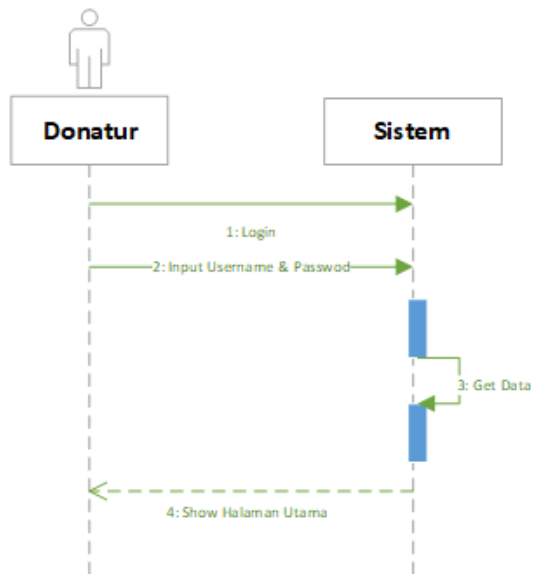 Donatur
Sistem
1: Login
2: Input Username & Passwod
3: Get Data
4: Show Halaman Utama